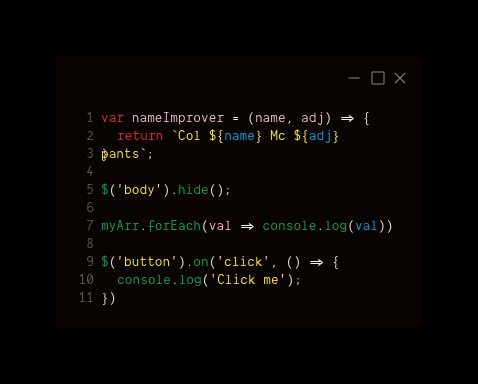 1 var nameImprover = (name, adj) => {
2 return `Col ${name} Mc ${adj}
3 pants`;
}
4
5 $('body').hide();
6
7 myArr.forEach(val => console.log(val))
8
9 $('button').on('click', () => {
10 console.log('Click me');
11 })